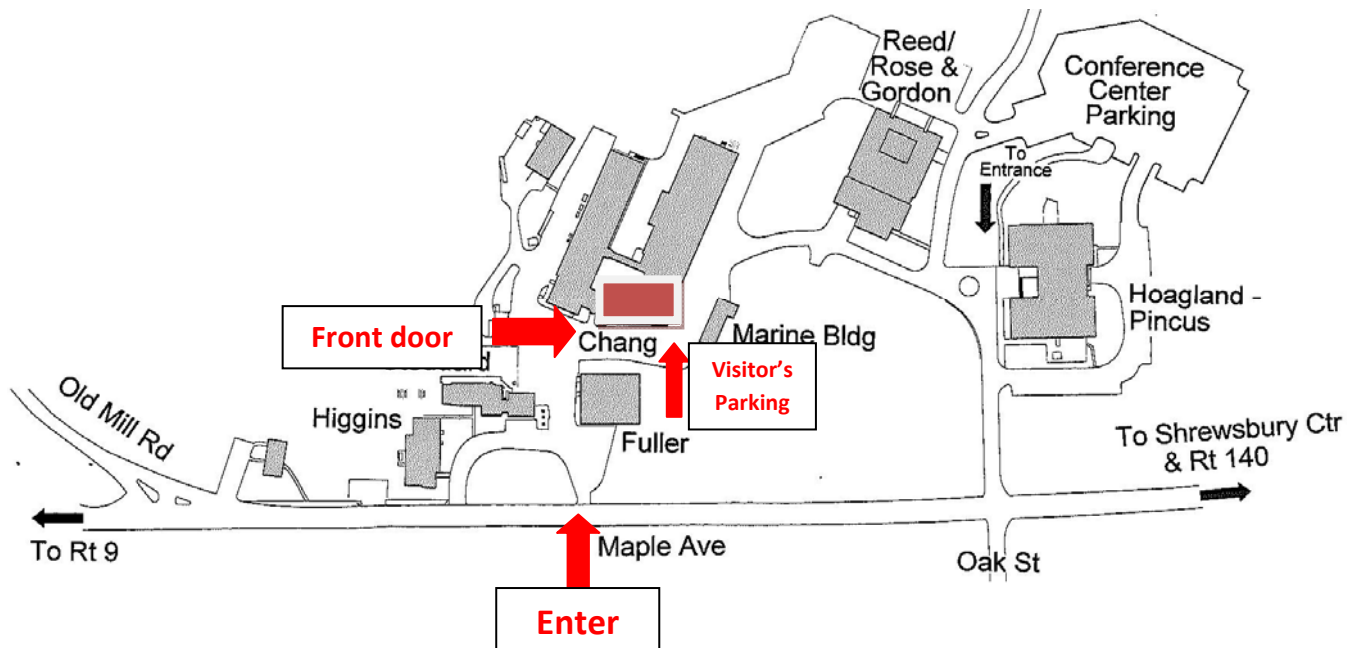 Reed/
Rose &
Gordon
Conference
Center
Parking
To
Entrance
Hoagland -
Pincus
Front door
Chang
Marine Bldg
Visitor's
Parking
Old Mill Rd
Higgins
Fuller
To Shrewsbury Ctr
& Rt 140
To Rt 9
Maple Ave
Oak St
Enter